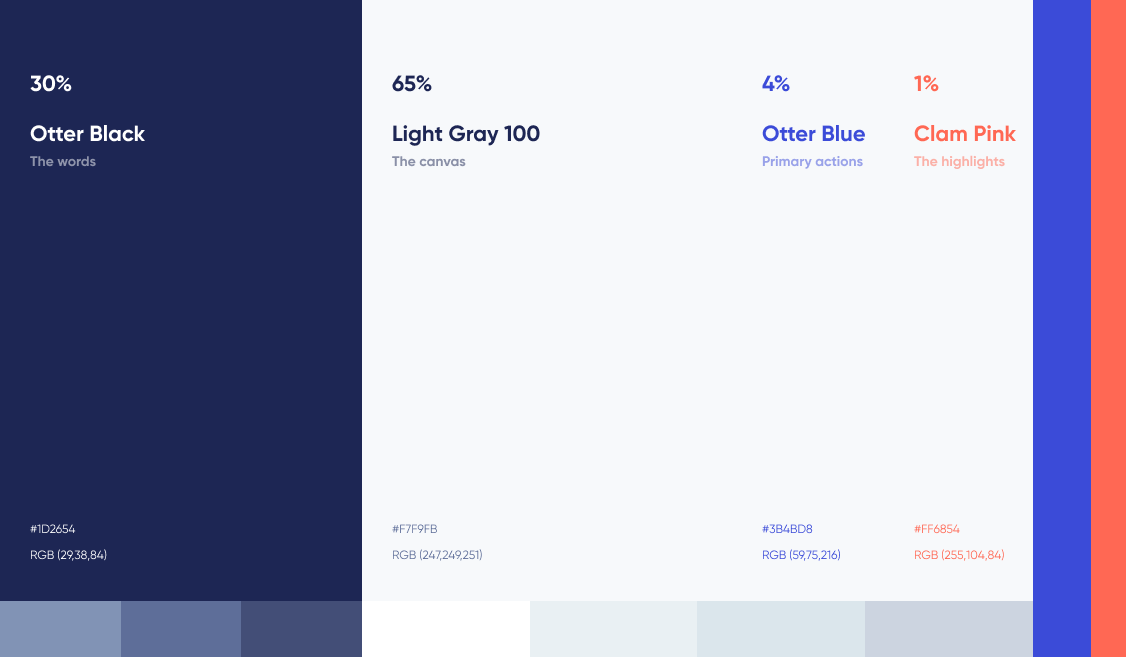 30%
Otter Black
The words
#1D2654
RGB (29,38,84)
65%
Light Gray 100
The canvas
#F7F9FB
RGB (247,249,251)
4%
Otter Blue
Primary actions
#3B4BD8
RGB (59,75,216)
1%
Clam Pink
The highlights
#FF6854
RGB (255,104,84)